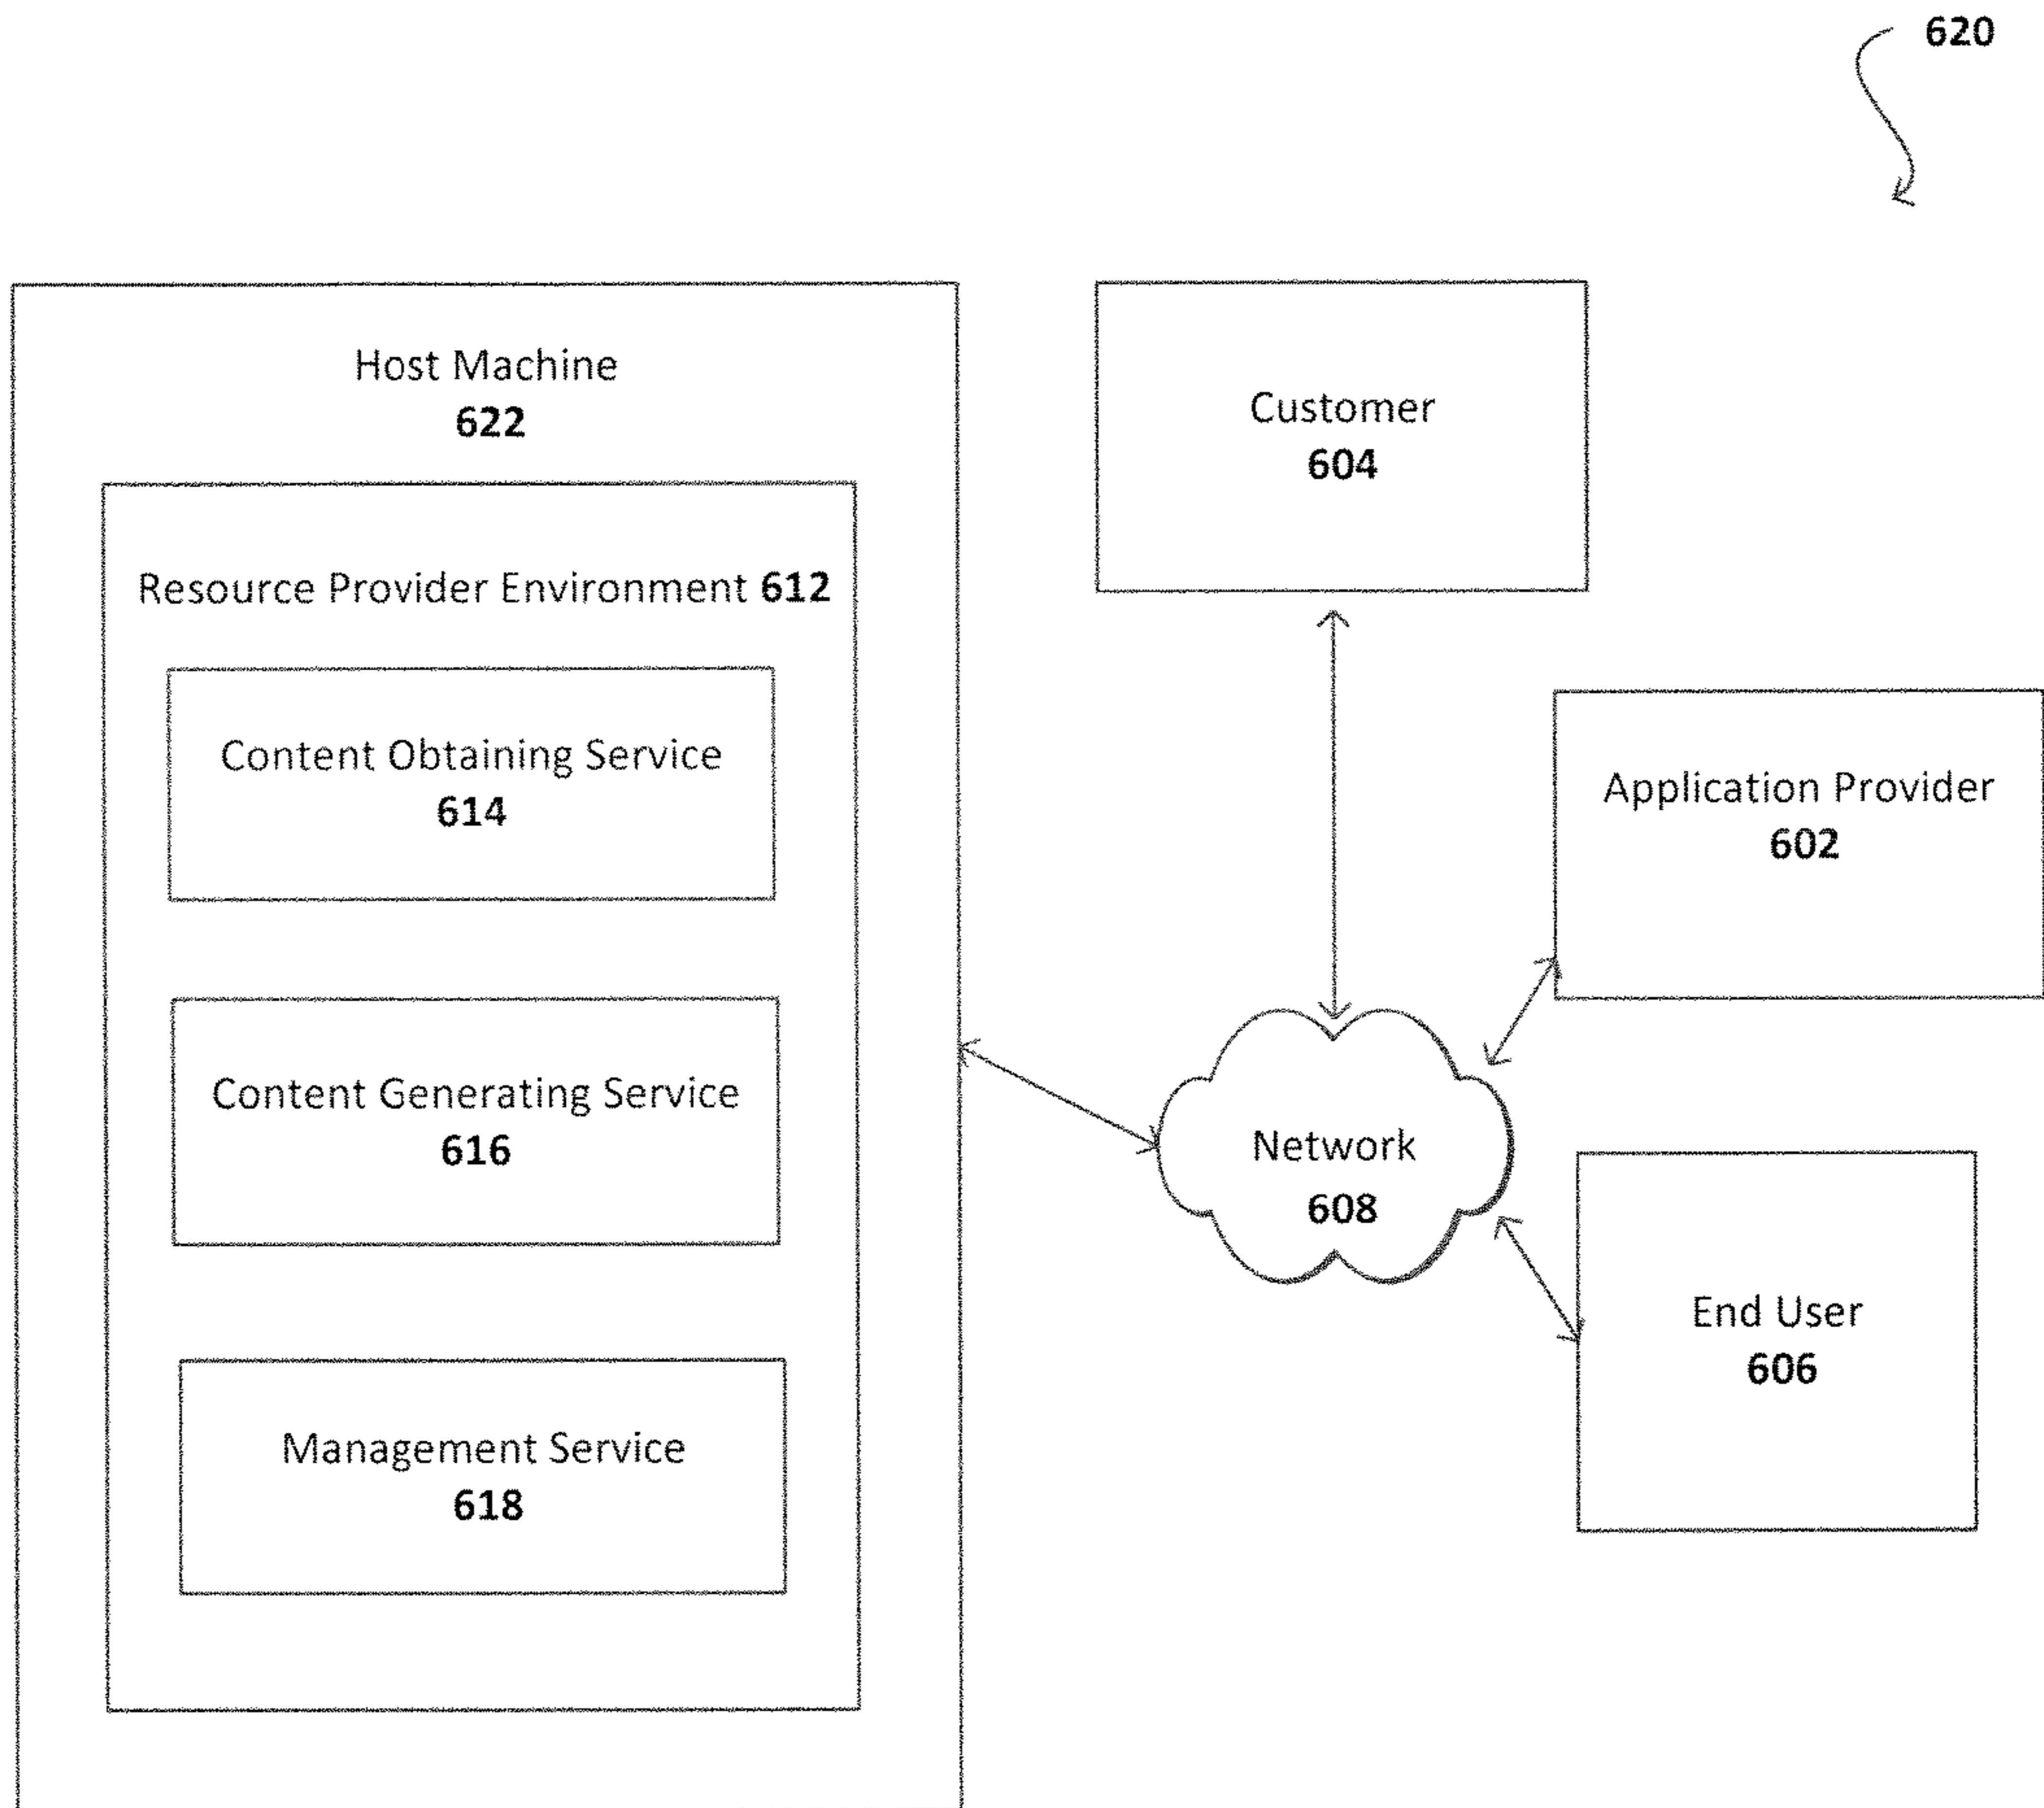 620
Host Machine
622
Resource Provider Environment 612
Content Obtaining Service
614
Content Generating Service
616
Management Service
618
Customer
604
Application Provider
602
Network
608
End User
606